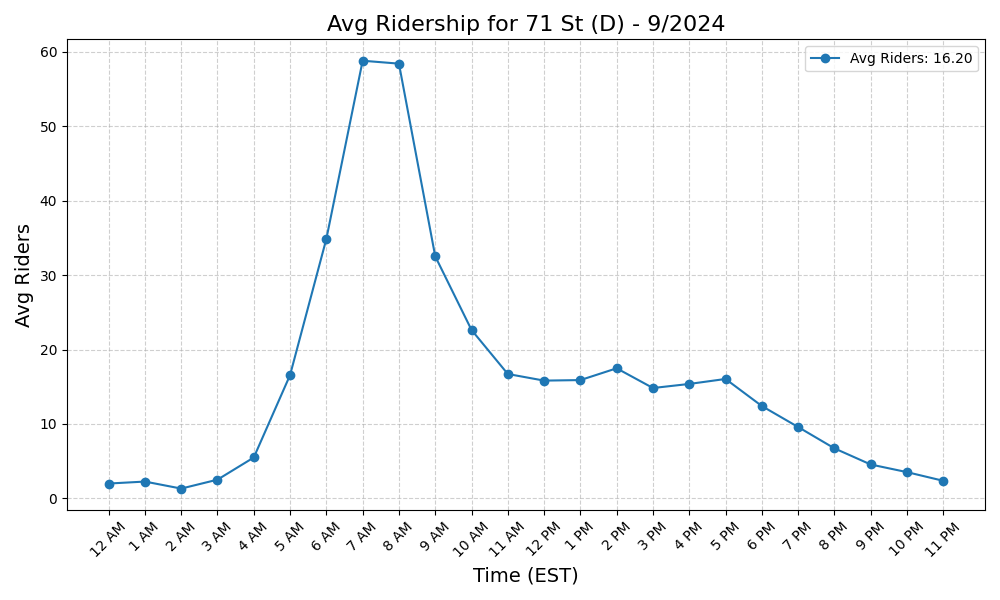 Avg Ridership for 71 St (D) - 9/2024
Avg Riders: 16.20
Avg Riders
60
50
40
30
20
10
0
12 AM
1 AM
2 AM
3 AM
4 AM
5 AM
6 AM
7 AM
8 AM
9 AM
10 AM
11 AM
12 PM
1 PM
2 PM
3 PM
4 PM
5 PM
6 PM
7 PM
8 PM
9 PM
10 PM
11 PM
Time (EST)